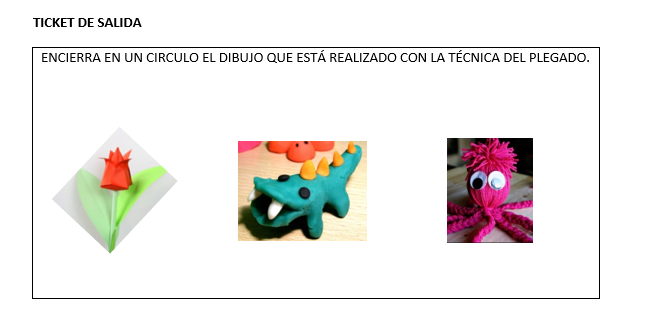 TICKET DE SALIDA
ENCIERRA EN UN CIRCULO EL DIBUJO QUE ESTÁ REALIZADO CON LA TÉCNICA DEL PLEGADO.